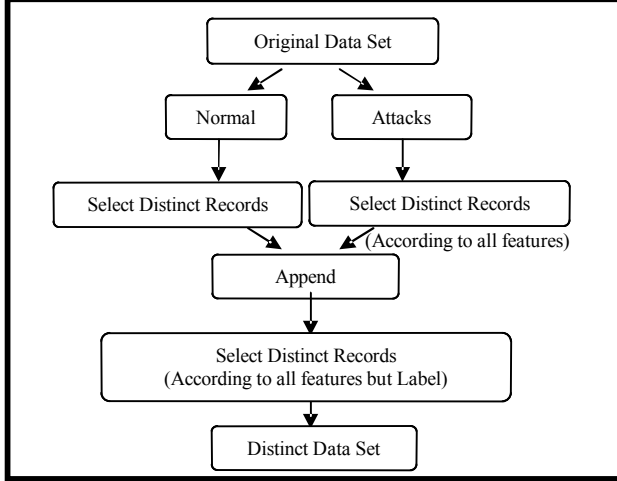 Original Data Set
Normal
Attacks
Select Distinct Records
Select Distinct Records
(According to all features)
Append
Select Distinct Records
(According to all features but Label)
Distinct Data Set